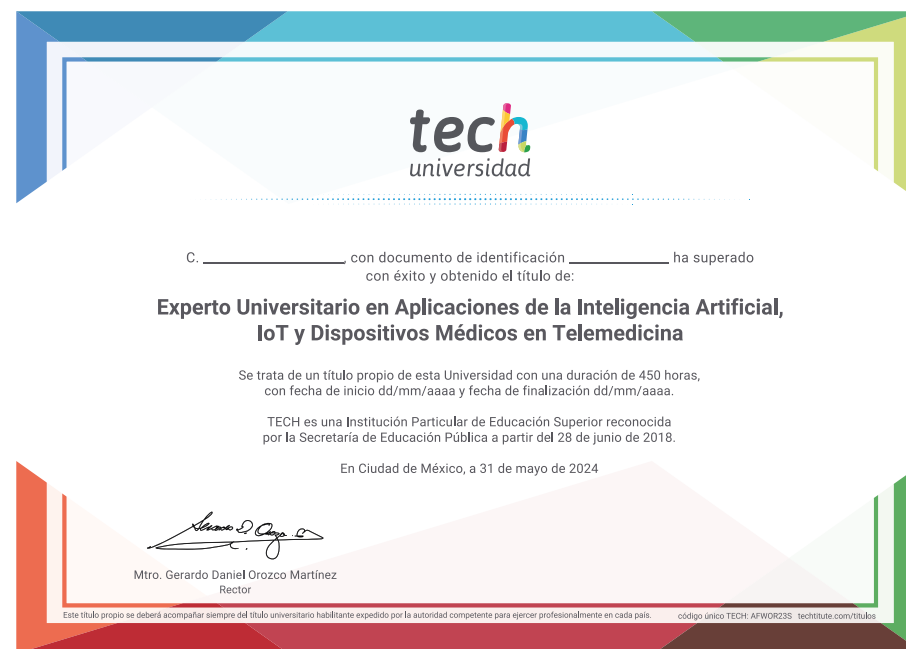 tech
universidad
C. ____________, con documento de identificación ____________ ha superado
con éxito y obtenido el título de:
Experto Universitario en Aplicaciones de la Inteligencia Artificial,
IoT y Dispositivos Médicos en Telemedicina
Se trata de un título propio de esta Universidad con una duración de 450 horas,
con fecha de inicio dd/mm/aaaa y fecha de finalización dd/mm/aaaa.
TECH es una Institución Particular de Educación Superior reconocida
por la Secretaría de Educación Pública a partir del 28 de junio de 2018.
En Ciudad de México, a 31 de mayo de 2024
Mtro. Gerardo Daniel Orozco Martínez
Rector
Este título propio se deberá acompañar siempre del título universitario habilitante expedido por la autoridad competente para ejercer profesionalmente en cada país. código único TECH: AFWOR23S techtitute.com/titulos